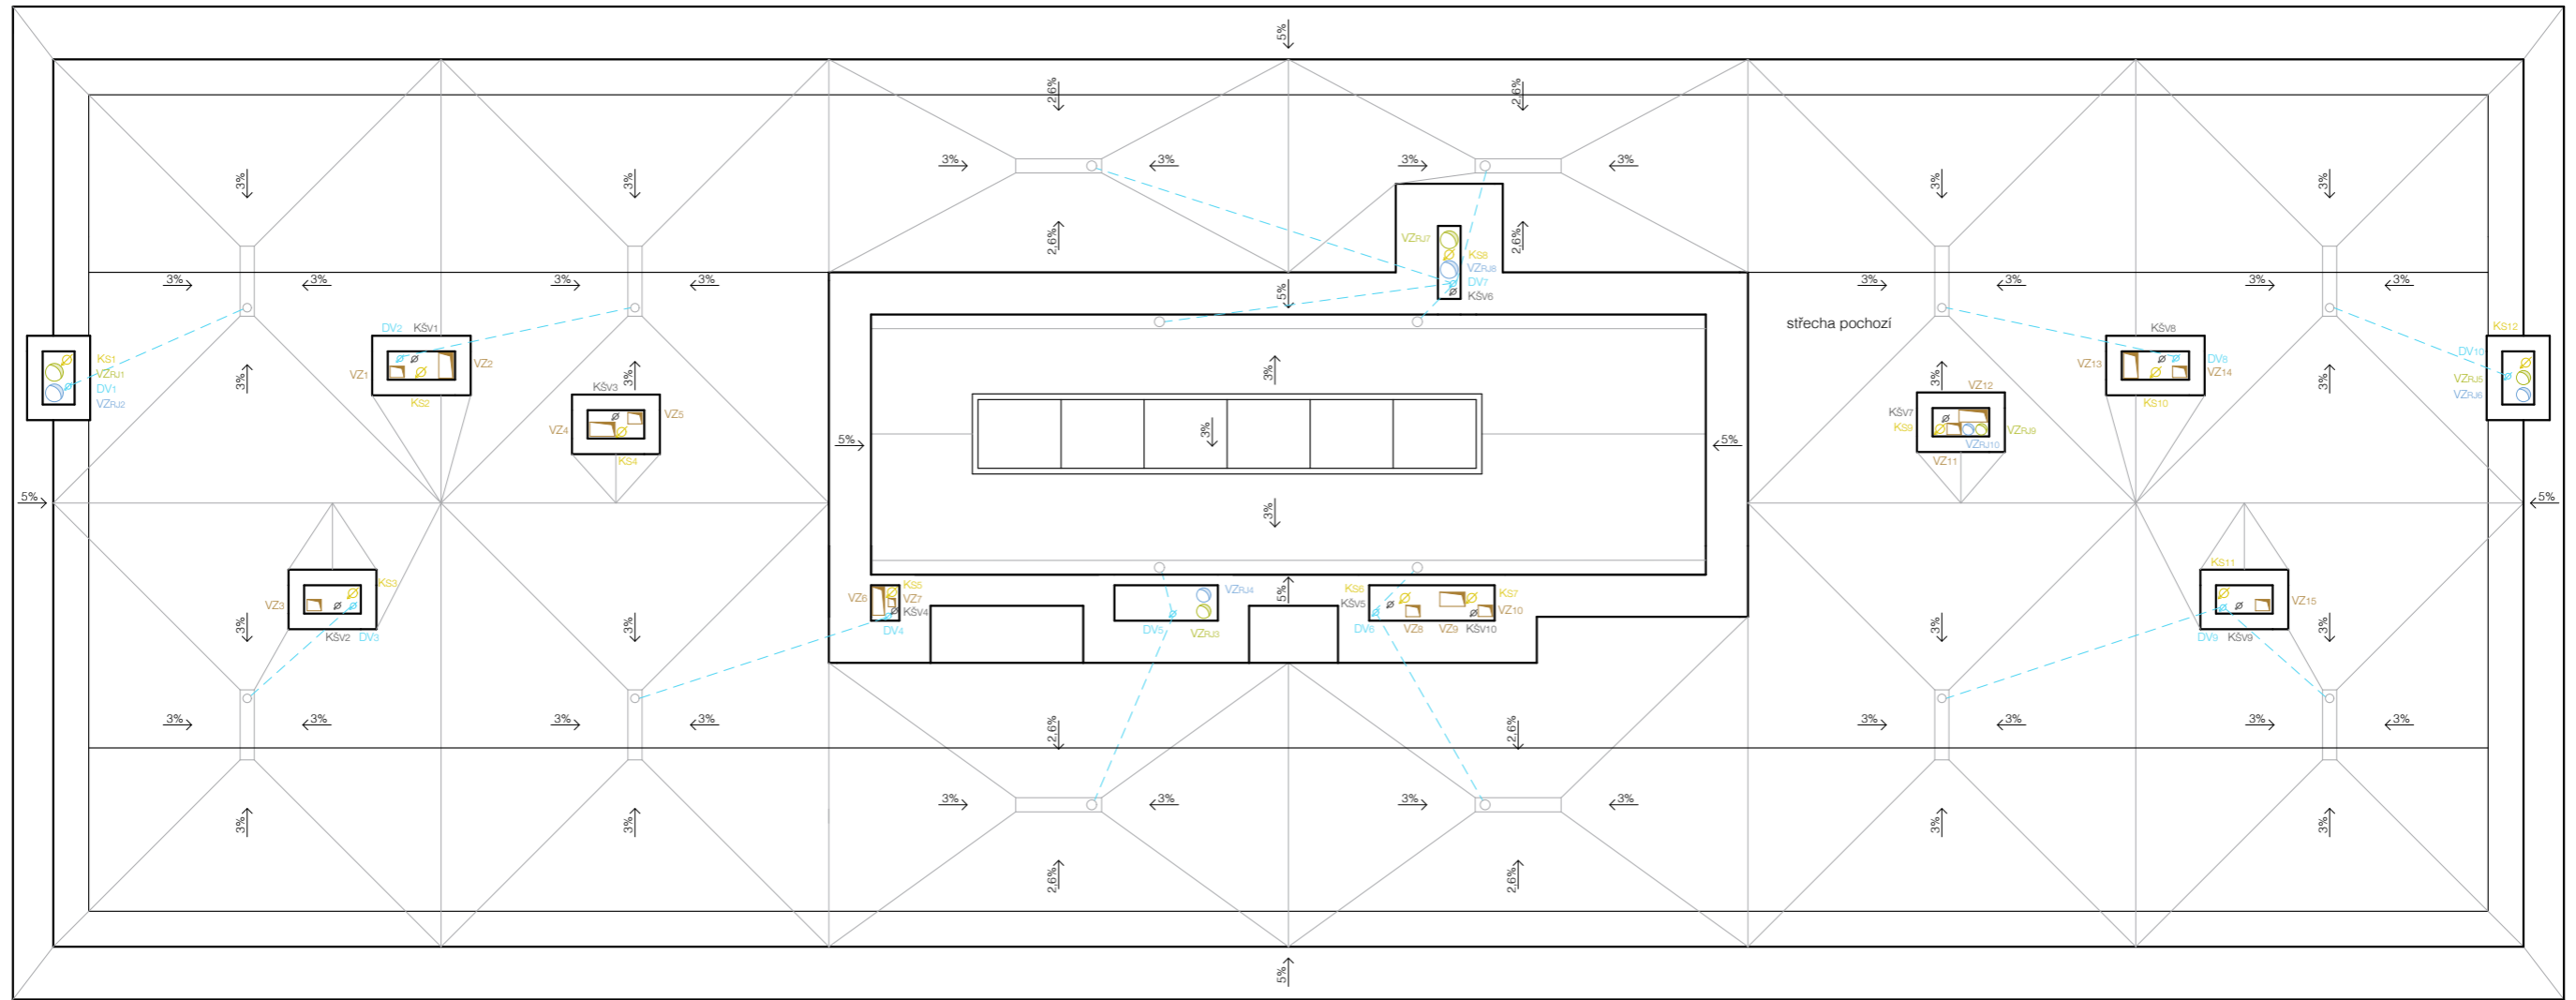 5%
2,6%
2,6%
3%
3%
3%
3%
3%
3%
3%
3%
2,6%
2,6%
VZRJ7
KS8
VZRJ8
DV7
KŠV6
3%
3%
3%
3%
5%
3%
3%
3%
3%
střecha pochozí
KS1
VZRJ1
DV1
VZRJ2
3%
DV2
KŠV1
VZ1
VZ2
KS2
3%
KŠV3
VZ4
VZ5
KS4
3%
3%
5%
5%
3%
3%
VZ12
KŠV7
KS9
VZRJ9
VZRJ10
VZ11
KŠV8
VZ13
DV8
VZ14
KS10
3%
KS12
DV10
VZRJ5
VZRJ6
5%
5%
3%
KS3
VZ3
KŠV2
DV3
3%
3%
VZ6
KS5
VZ7
KŠV4
DV4
DV5
VZRJ4
VZRJ3
5%
KS6
KŠV5
DV6
VZ8
VZ9
KS7
VZ10
KŠV10
3%
KS11
VZ15
DV9
KŠV9
3%
3%
3%
3%
3%
2,6%
2,6%
3%
3%
3%
3%
3%
3%
3%
3%
3%
3%
2,6%
2,6%
3%
3%
5%